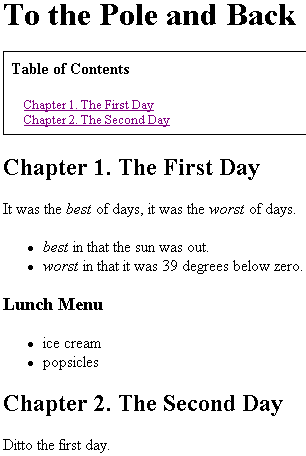 To the Pole and Back
Table of Contents
Chapter 1. The First Day
Chapter 2. The Second Day
Chapter 1. The First Day
It was the best of days, it was the worst of days.
• best in that the sun was out.
• worst in that it was 39 degrees below zero.
Lunch Menu
• ice cream
• popsicles
Chapter 2. The Second Day
Ditto the first day.